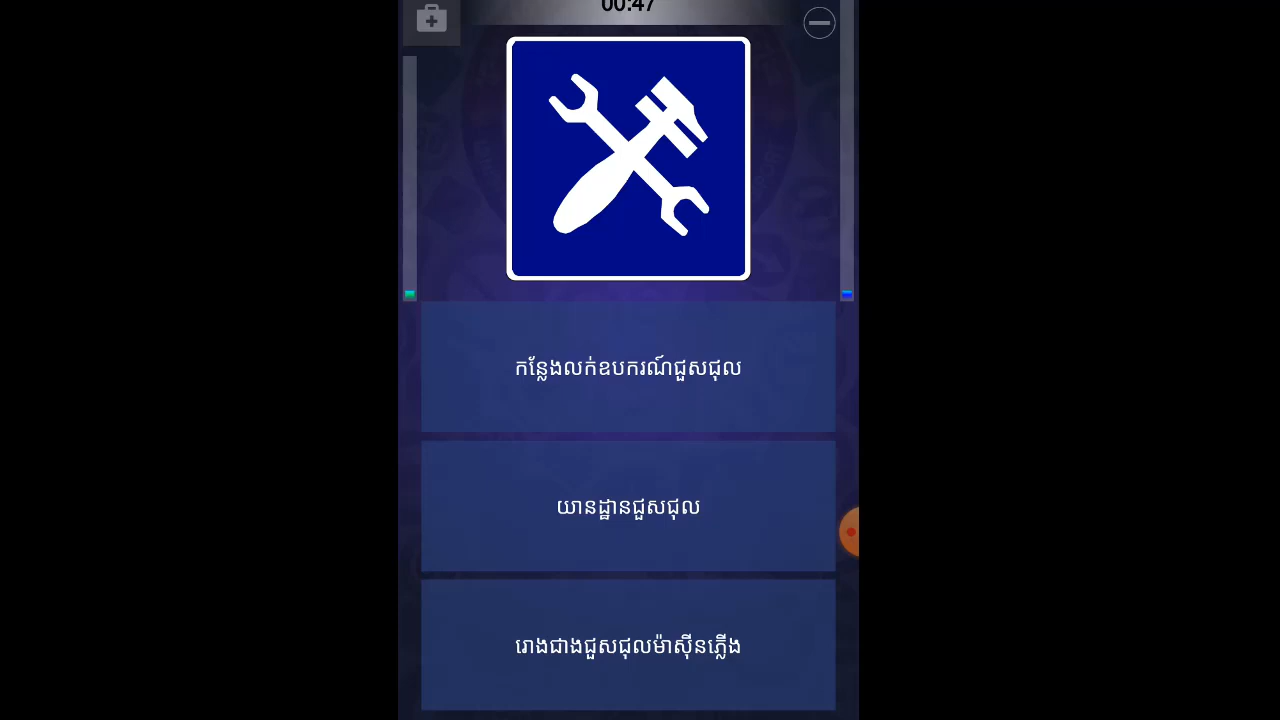 00:47
កន្លែងលក់ឧបករណ៍ជួសជុល
យានដ្ឋានជួសជុល
រោងជាងជួសជុលម៉ាស៊ីនភ្លើង